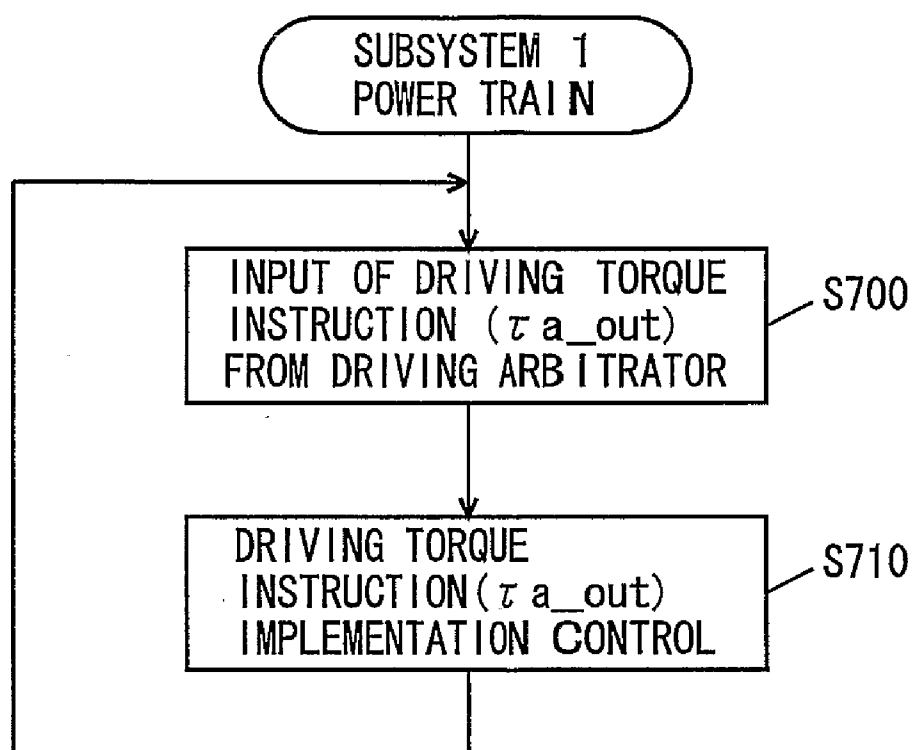 SUBSYSTEM 1
POWER TRAIN
INPUT OF DRIVING TORQUE
INSTRUCTION (τa_out)
FROM DRIVING ARBITRATOR
S700
DRIVING TORQUE
INSTRUCTION(τa_out)
IMPLEMENTATION CONTROL
S710